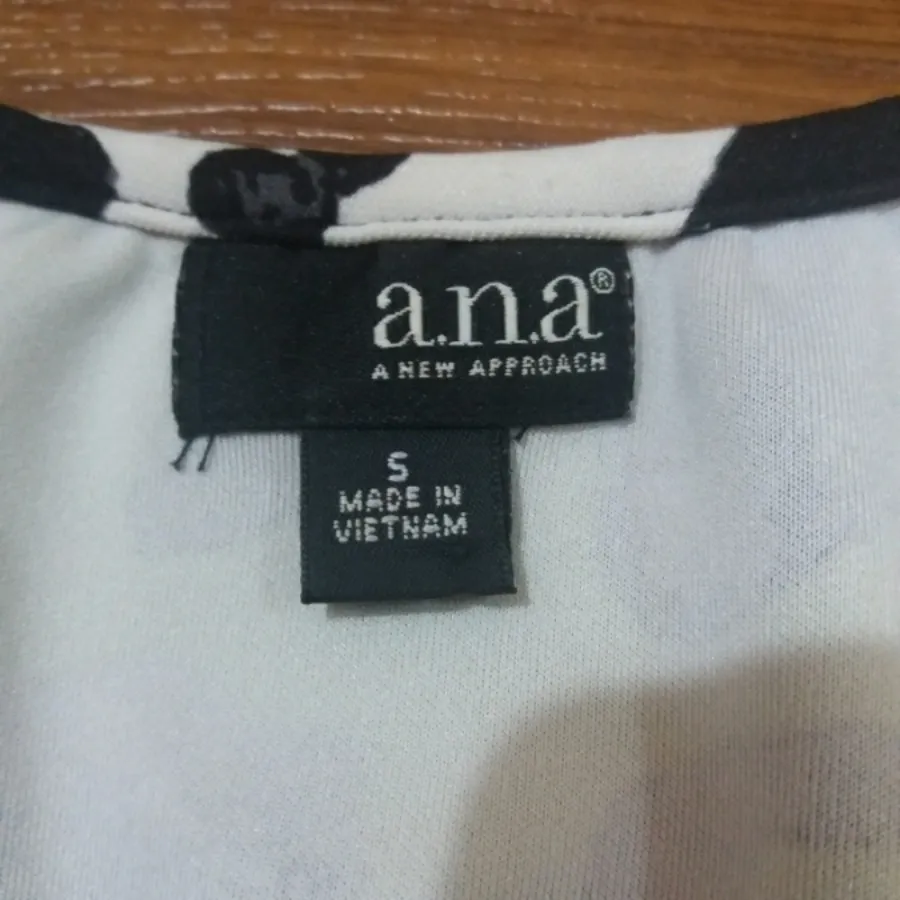 a.n.a®
A NEW APPROACH
S
MADE IN
VIETNAM